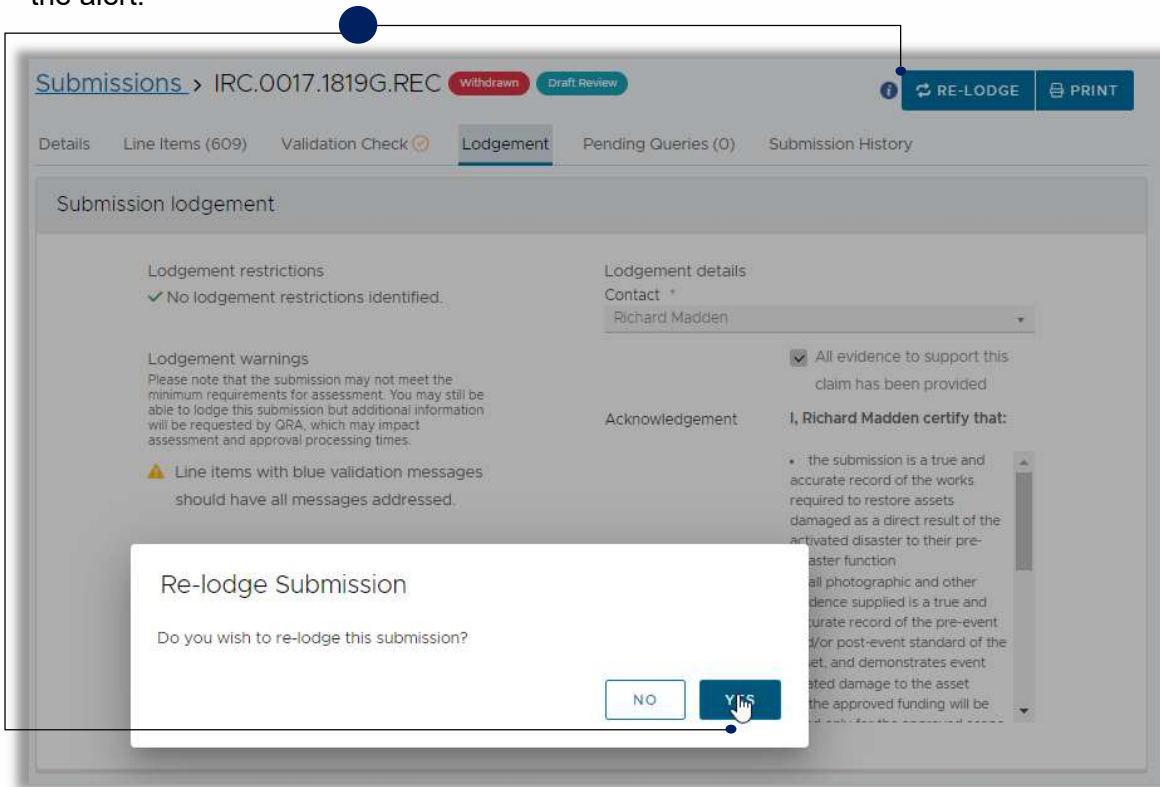 the alert.
Submissions > IRC.0017.1819G.REC Withdrawn Draft Review
RE-LODGE PRINT
Details Line Items (609) Validation Check Lodgement Pending Queries (0) Submission History
Submission lodgement
Lodgement restrictions
No lodgement restrictions identified.
Lodgement warnings
Please note that the submission may not meet the
minimum requirements for assessment. You may still be
able to lodge this submission but additional information
will be requested by QRA, which may impact
assessment and approval processing times.
Line items with blue validation messages
should have all messages addressed.
Lodgement details
Contact *
Richard Madden
All evidence to support this
claim has been provided
Acknowledgement
I, Richard Madden certify that:
• the submission is a true and
accurate record of the works
required to restore assets
damaged as a direct result of the
activated disaster to their pre-
aster function
all photographic and other
dence supplied is a true and
urate record of the pre-event
d/or post-event standard of the
et, and demonstrates event
ated damage to the asset
the approved funding will be
Re-lodge Submission
Do you wish to re-lodge this submission?
NO YES